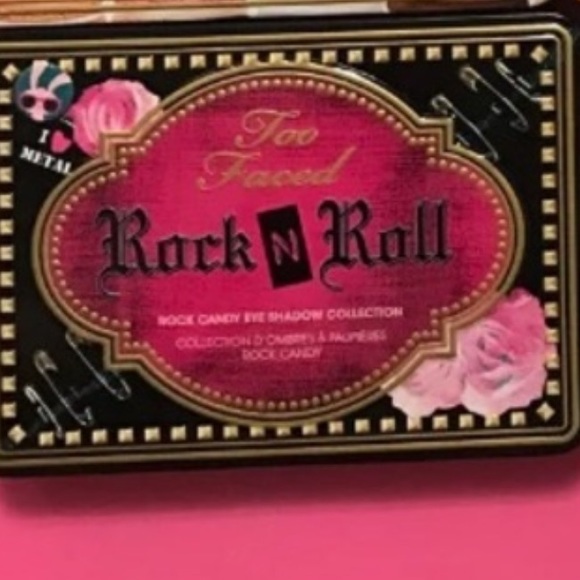 I
METAL
Too
Faced
Rock N Roll
ROCK CANDY EYE SHADOW COLLECTION
COLLECTION D'OMBRES À PAUPIÈRES
ROCK CANDY